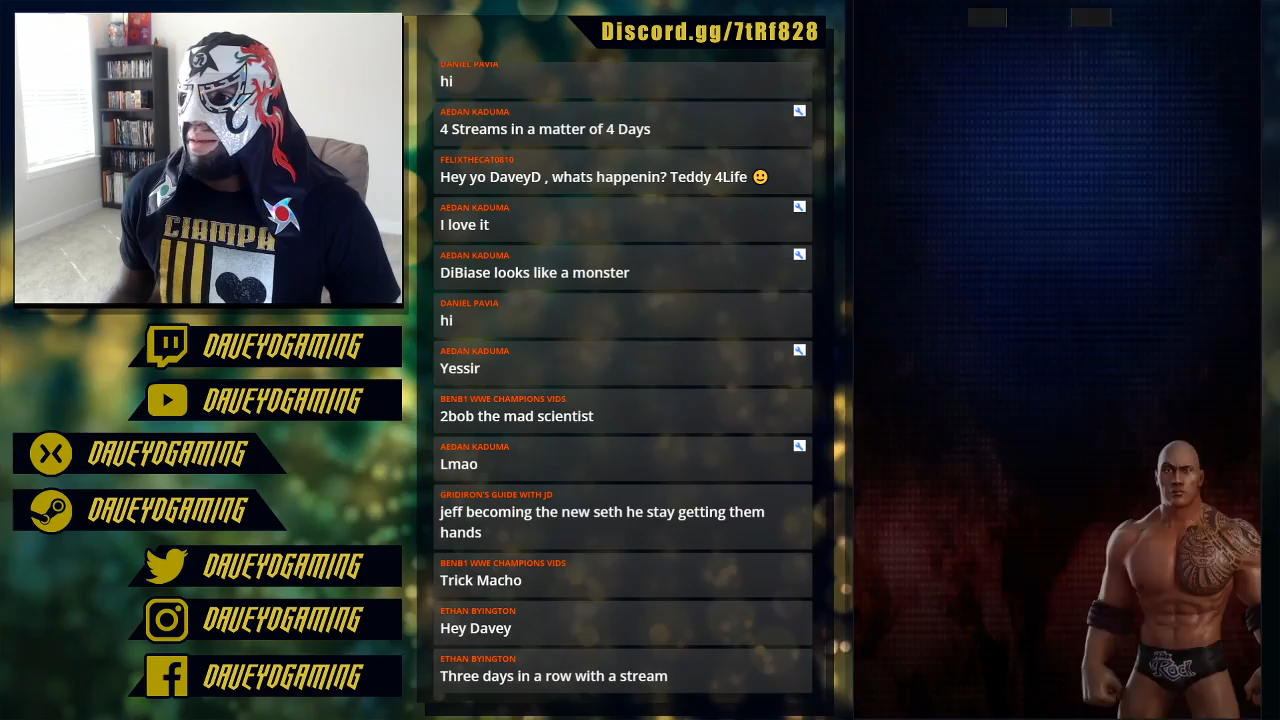 Discord.gg/7tRf828
CIAMPA
DANIEL PAVIA
hi
AEDAN KADUMA
4 Streams in a matter of 4 Days
FELIXTHECAT0810
Hey yo DaveyD , whats happenin? Teddy 4Life 🙂
AEDAN KADUMA
I love it
AEDAN KADUMA
DiBiase looks like a monster
DANIEL PAVIA
hi
AEDAN KADUMA
Yessir
BENB1 WWE CHAMPIONS VIDS
2bob the mad scientist
AEDAN KADUMA
Lmao
GRIDIRON'S GUIDE WITH JD
jeff becoming the new seth he stay getting them
hands
BENB1 WWE CHAMPIONS VIDS
Trick Macho
ETHAN BYINGTON
Hey Davey
ETHAN BYINGTON
Three days in a row with a stream
DAVEYDGAMING
DAVEYDGAMING
DAVEYDGAMING
DAVEYDGAMING
DAVEYDGAMING
DAVEYDGAMING
DAVEYDGAMING
The
Rock